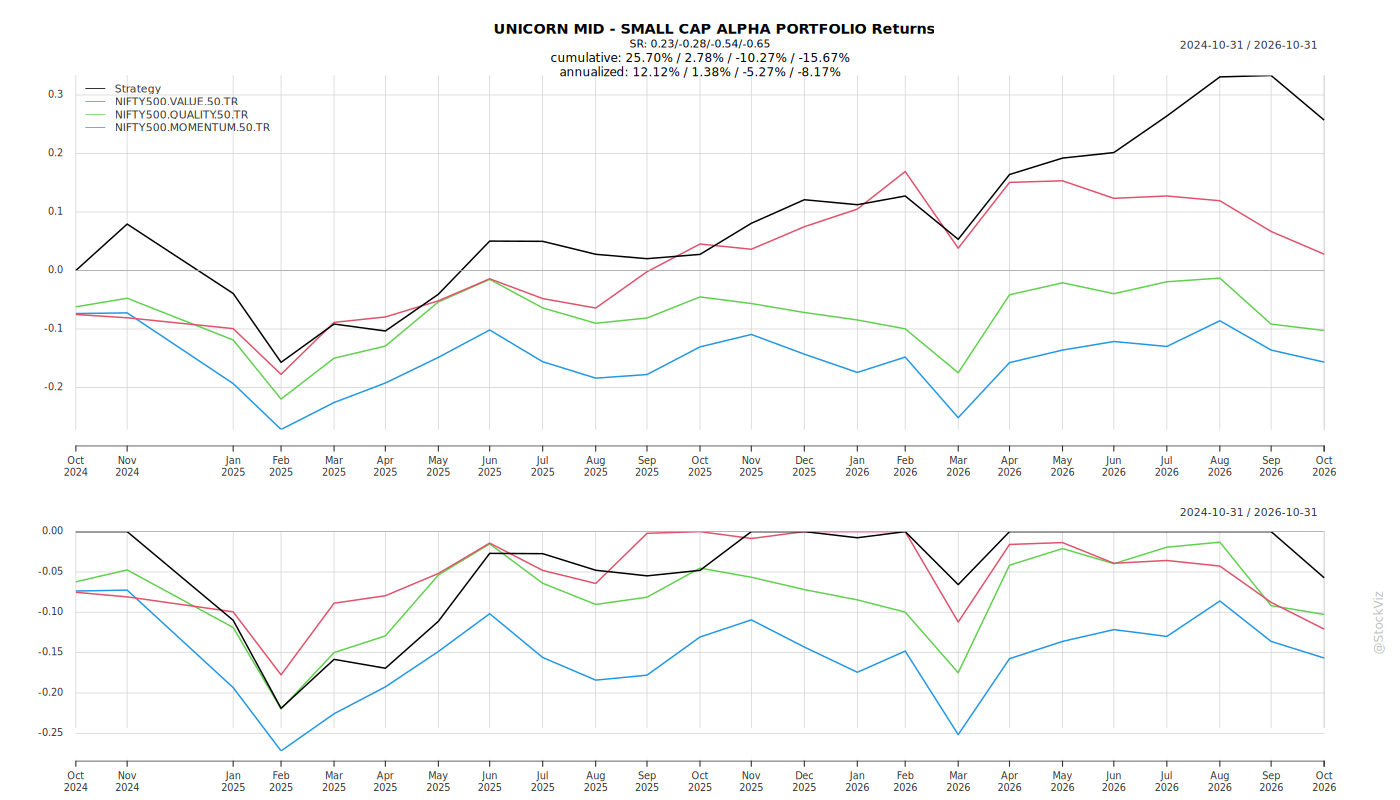 UNICORN MID - SMALL CAP ALPHA PORTFOLIO Returns
SR: 0.23/-0.28/-0.54/-0.65
2024-10-31 / 2026-10-31
cumulative: 25.70% / 2.78% / -10.27% / -15.67%
annualized: 12.12% / 1.38% / -5.27% / -8.17%
Strategy
NIFTY500.VALUE.50.TR
NIFTY500.QUALITY.50.TR
NIFTY500.MOMENTUM.50.TR
0.3
0.2
0.1
0.0
-0.1
-0.2
Oct Nov Jan Feb Mar Apr May Jun Jul Aug Sep Oct Nov Dec Jan Feb Mar Apr May Jun Jul Aug Sep Oct
2024 2024 2025 2025 2025 2025 2025 2025 2025 2025 2025 2025 2025 2025 2026 2026 2026 2026 2026 2026 2026 2026 2026 2026
2024-10-31 / 2026-10-31
0.00
-0.05
-0.10
-0.15
-0.20
-0.25
Oct Nov Jan Feb Mar Apr May Jun Jul Aug Sep Oct Nov Dec Jan Feb Mar Apr May Jun Jul Aug Sep Oct
2024 2024 2025 2025 2025 2025 2025 2025 2025 2025 2025 2025 2025 2025 2026 2026 2026 2026 2026 2026 2026 2026 2026 2026
@StockViz